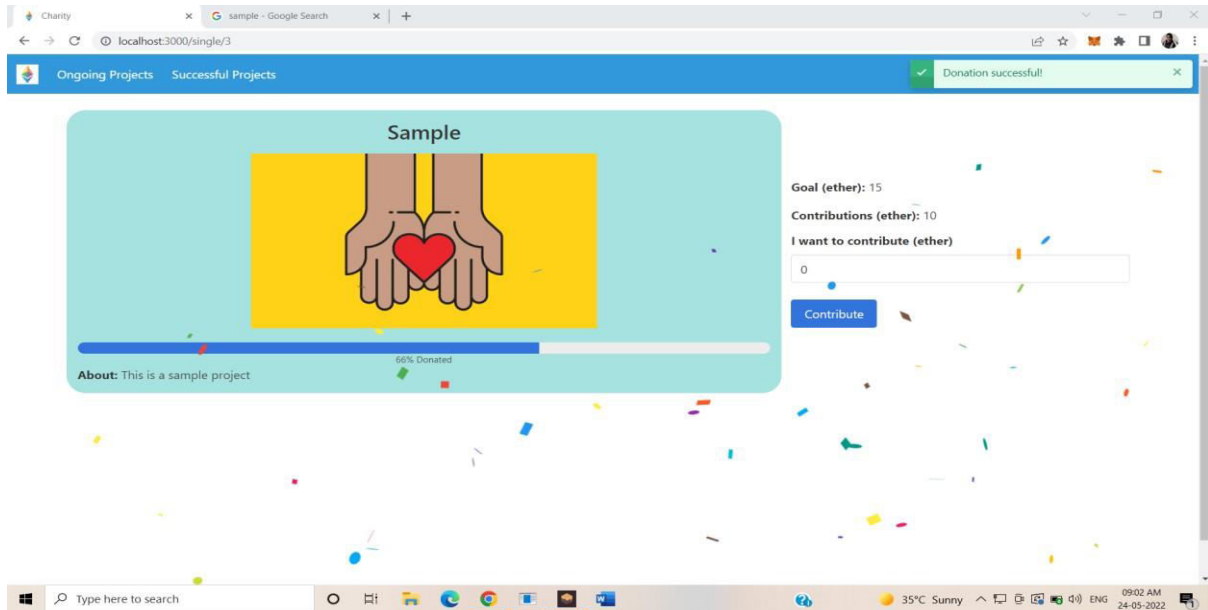 Charity
sample - Google Search
localhost:3000/single/3
Ongoing Projects Successful Projects
Donation successful!
Sample
66% Donated
About: This is a sample project
Goal (ether): 15
Contributions (ether): 10
I want to contribute (ether)
0
Contribute
Type here to search
35°C Sunny
ENG
09:02 AM
24-05-2022